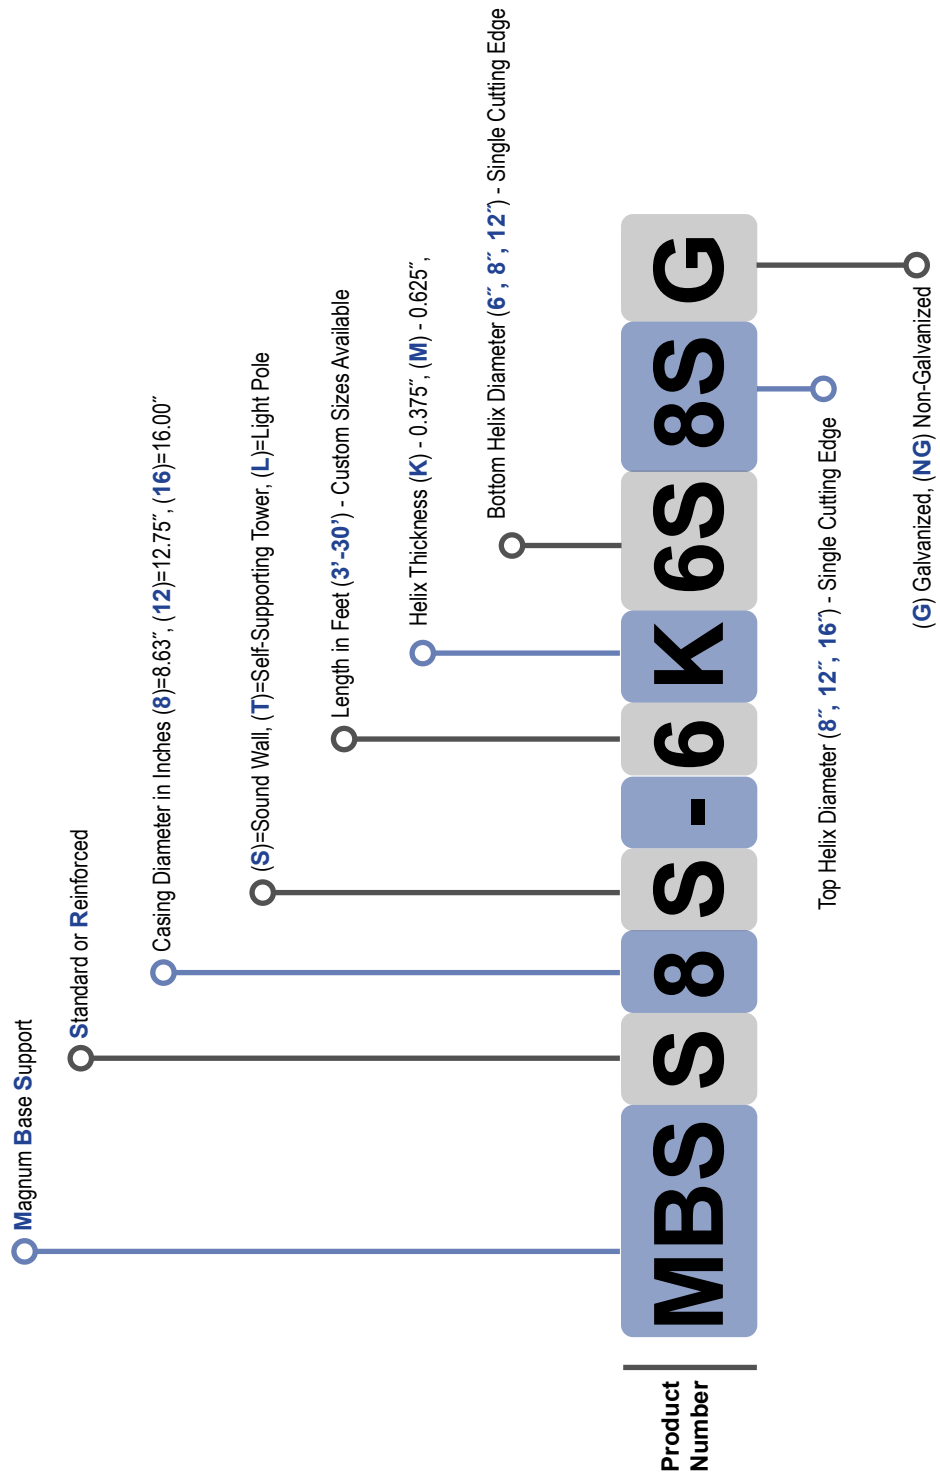 Magnum Base Support
Standard or Reinforced
Casing Diameter in Inches (8)=8.63˝, (12)=12.75˝, (16)=16.00˝
(S)=Sound Wall, (T)=Self-Supporting Tower, (L)=Light Pole
Length in Feet (3’-30’) - Custom Sizes Available
Helix Thickness (K) - 0.375˝, (M) - 0.625˝,
Bottom Helix Diameter (6˝, 8˝, 12˝) - Single Cutting Edge
Product
Number
MBS S 8 S - 6 K 6S 8S G
Top Helix Diameter (8˝, 12˝, 16˝) - Single Cutting Edge
(G) Galvanized, (NG) Non-Galvanized